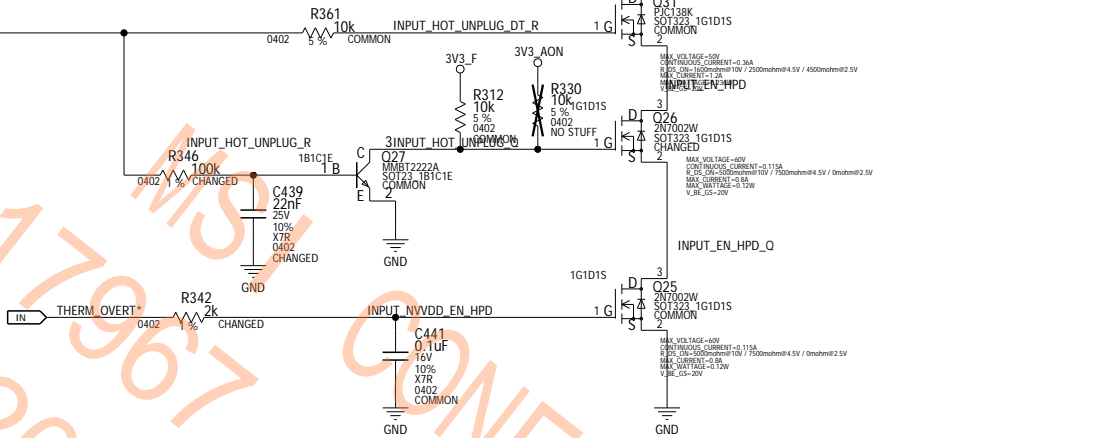 R361
10k
0402
5 %
COMMON
INPUT_HOT_UNPLUG_DT_R
1 G
S
2
Q31
PJC138K
SOT323_1G1D1S
COMMON
MAX_VOLTAGE=50V
CONTINUOUS_CURRENT=0.36A
R_DS_ON=1600mohm@10V / 2500mohm@4.5V / 4500mohm@2.5V
MAX_CURRENT=1.2A
INPUT_EN_HPD
3V3_F
R312
10k
5 %
0402
COMMON
3V3_AON
R330
10k
5 %
0402
NO STUFF
1G1D1S
1 G
D
S
3
2
Q26
2N7002W
SOT323_1G1D1S
CHANGED
MAX_VOLTAGE=60V
CONTINUOUS_CURRENT=0.115A
R_DS_ON=5000mohm@10V / 7500mohm@4.5V / 0mohm@2.5V
MAX_CURRENT=0.8A
MAX_WATTAGE=0.12W
V_BE_GS=20V
INPUT_HOT_UNPLUG_R
R346
100k
0402
1 %
CHANGED
1B1C1E
1 B
C
E
3
2
INPUT_HOT_UNPLUG_Q
Q27
MMBT2222A
SOT23_1B1C1E
COMMON
C439
22nF
25V
10%
X7R
0402
CHANGED
GND
GND
INPUT_EN_HPD_Q
IN
THERM_OVERT*
R342
2k
0402
1 %
CHANGED
INPUT_NVVDD_EN_HPD
C441
0.1uF
16V
10%
X7R
0402
COMMON
GND
1G1D1S
1 G
D
S
3
2
Q25
2N7002W
SOT323_1G1D1S
COMMON
MAX_VOLTAGE=60V
CONTINUOUS_CURRENT=0.115A
R_DS_ON=5000mohm@10V / 7500mohm@4.5V / 0mohm@2.5V
MAX_CURRENT=0.8A
MAX_WATTAGE=0.12W
V_BE_GS=20V
GND
MSI CONF
17967